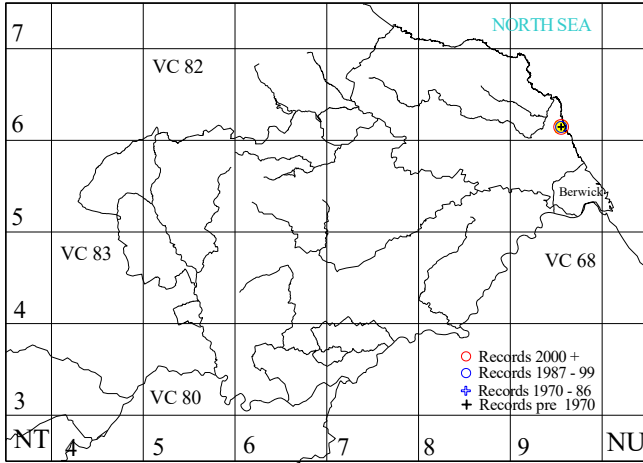 NORTH SEA
7
VC 82
6
Berwick
5
VC 83
VC 68
4
Records 2000 +
Records 1987 - 99
Records 1970 - 86
Records pre 1970
VC 80
3
NT 4 5 6 7 8 9 NU